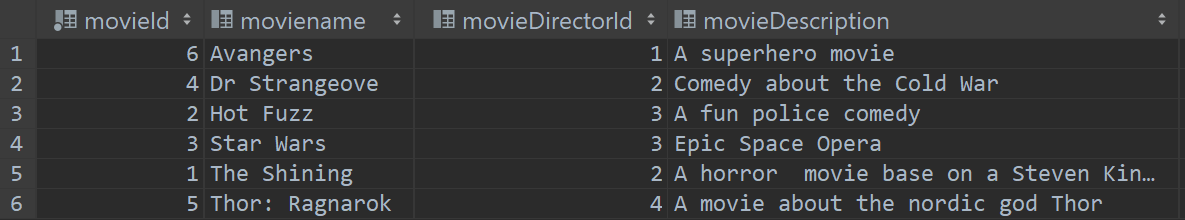 movieId moviename movieDirectorId movieDescription
1 6 Avangers 1 A superhero movie
2 4 Dr Strangeove 2 Comedy about the Cold War
3 2 Hot Fuzz 3 A fun police comedy
4 3 Star Wars 3 Epic Space Opera
5 1 The Shining 2 A horror  movie base on a Steven Kin…
6 5 Thor: Ragnarok 4 A movie about the nordic god Thor